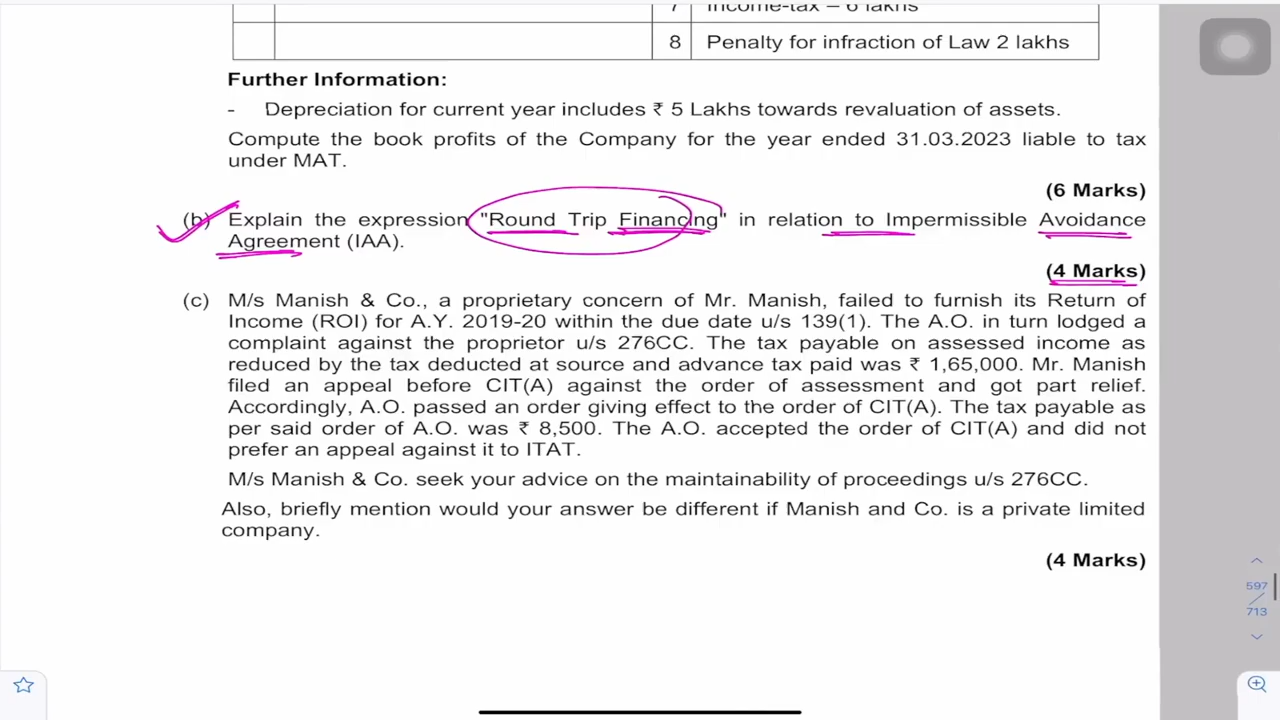 7 Income-tax – 6 lakhs
8 Penalty for infraction of Law 2 lakhs
Further Information:
- Depreciation for current year includes ₹ 5 Lakhs towards revaluation of assets.
Compute the book profits of the Company for the year ended 31.03.2023 liable to tax
under MAT.
(6 Marks)
(b) Explain the expression "Round Trip Financing" in relation to Impermissible Avoidance
Agreement (IAA).
(4 Marks)
(c) M/s Manish & Co., a proprietary concern of Mr. Manish, failed to furnish its Return of
Income (ROI) for A.Y. 2019-20 within the due date u/s 139(1). The A.O. in turn lodged a
complaint against the proprietor u/s 276CC. The tax payable on assessed income as
reduced by the tax deducted at source and advance tax paid was ₹ 1,65,000. Mr. Manish
filed an appeal before CIT(A) against the order of assessment and got part relief.
Accordingly, A.O. passed an order giving effect to the order of CIT(A). The tax payable as
per said order of A.O. was ₹ 8,500. The A.O. accepted the order of CIT(A) and did not
prefer an appeal against it to ITAT.
M/s Manish & Co. seek your advice on the maintainability of proceedings u/s 276CC.
Also, briefly mention would your answer be different if Manish and Co. is a private limited
company.
(4 Marks)
597
713